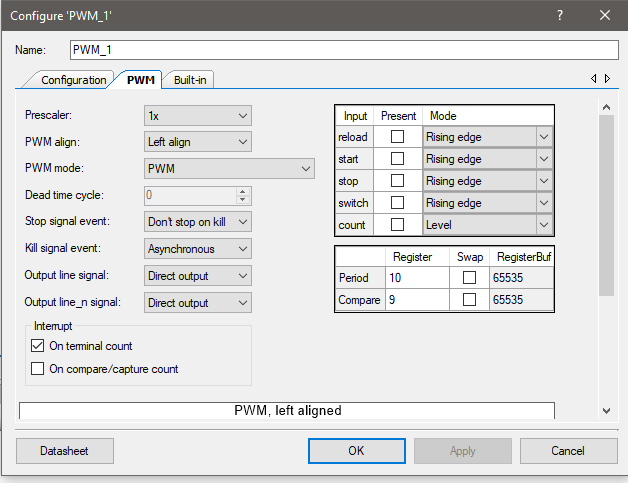 Configure 'PWM_1'
? ×
Name: PWM_1
Configuration PWM Built-in
Prescaler: 1x
PWM align: Left align
PWM mode: PWM
Dead time cycle: 0
Stop signal event: Don't stop on kill
Kill signal event: Asynchronous
Output line signal: Direct output
Output line_n signal: Direct output
Interrupt
On terminal count
On compare/capture count
Input Present Mode
reload Rising edge
start Rising edge
stop Rising edge
switch Rising edge
count Level
Register Swap RegisterBuf
Period 10 65535
Compare 9 65535
PWM, left aligned
Datasheet OK Apply Cancel